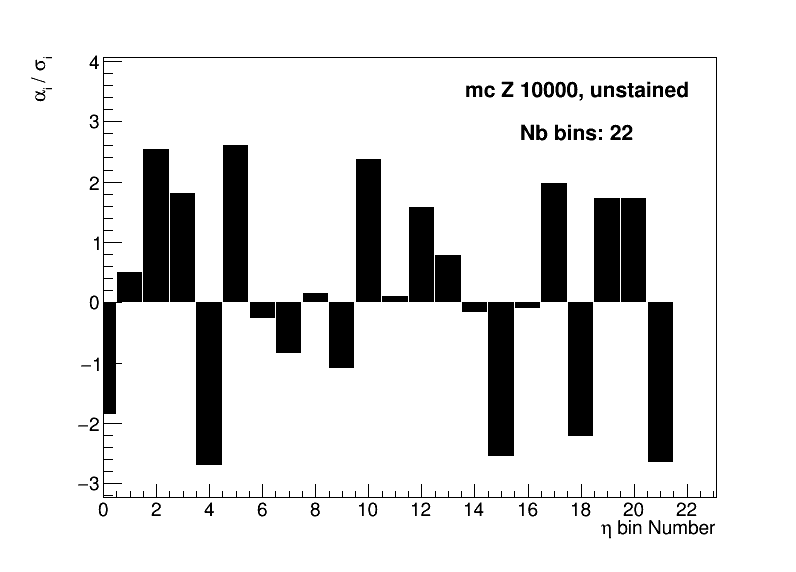 α_i / σ_i
mc Z 10000, unstained
Nb bins: 22
4
3
2
1
0
−1
−2
−3
0 2 4 6 8 10 12 14 16 18 20 22
η bin Number